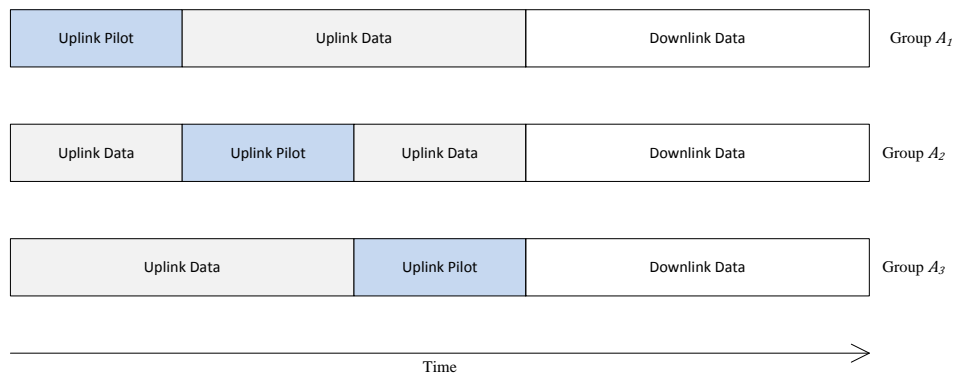 Uplink Pilot Uplink Data Downlink Data Group A1
Uplink Data Uplink Pilot Uplink Data Downlink Data Group A2
Uplink Data Uplink Pilot Downlink Data Group A3
Time